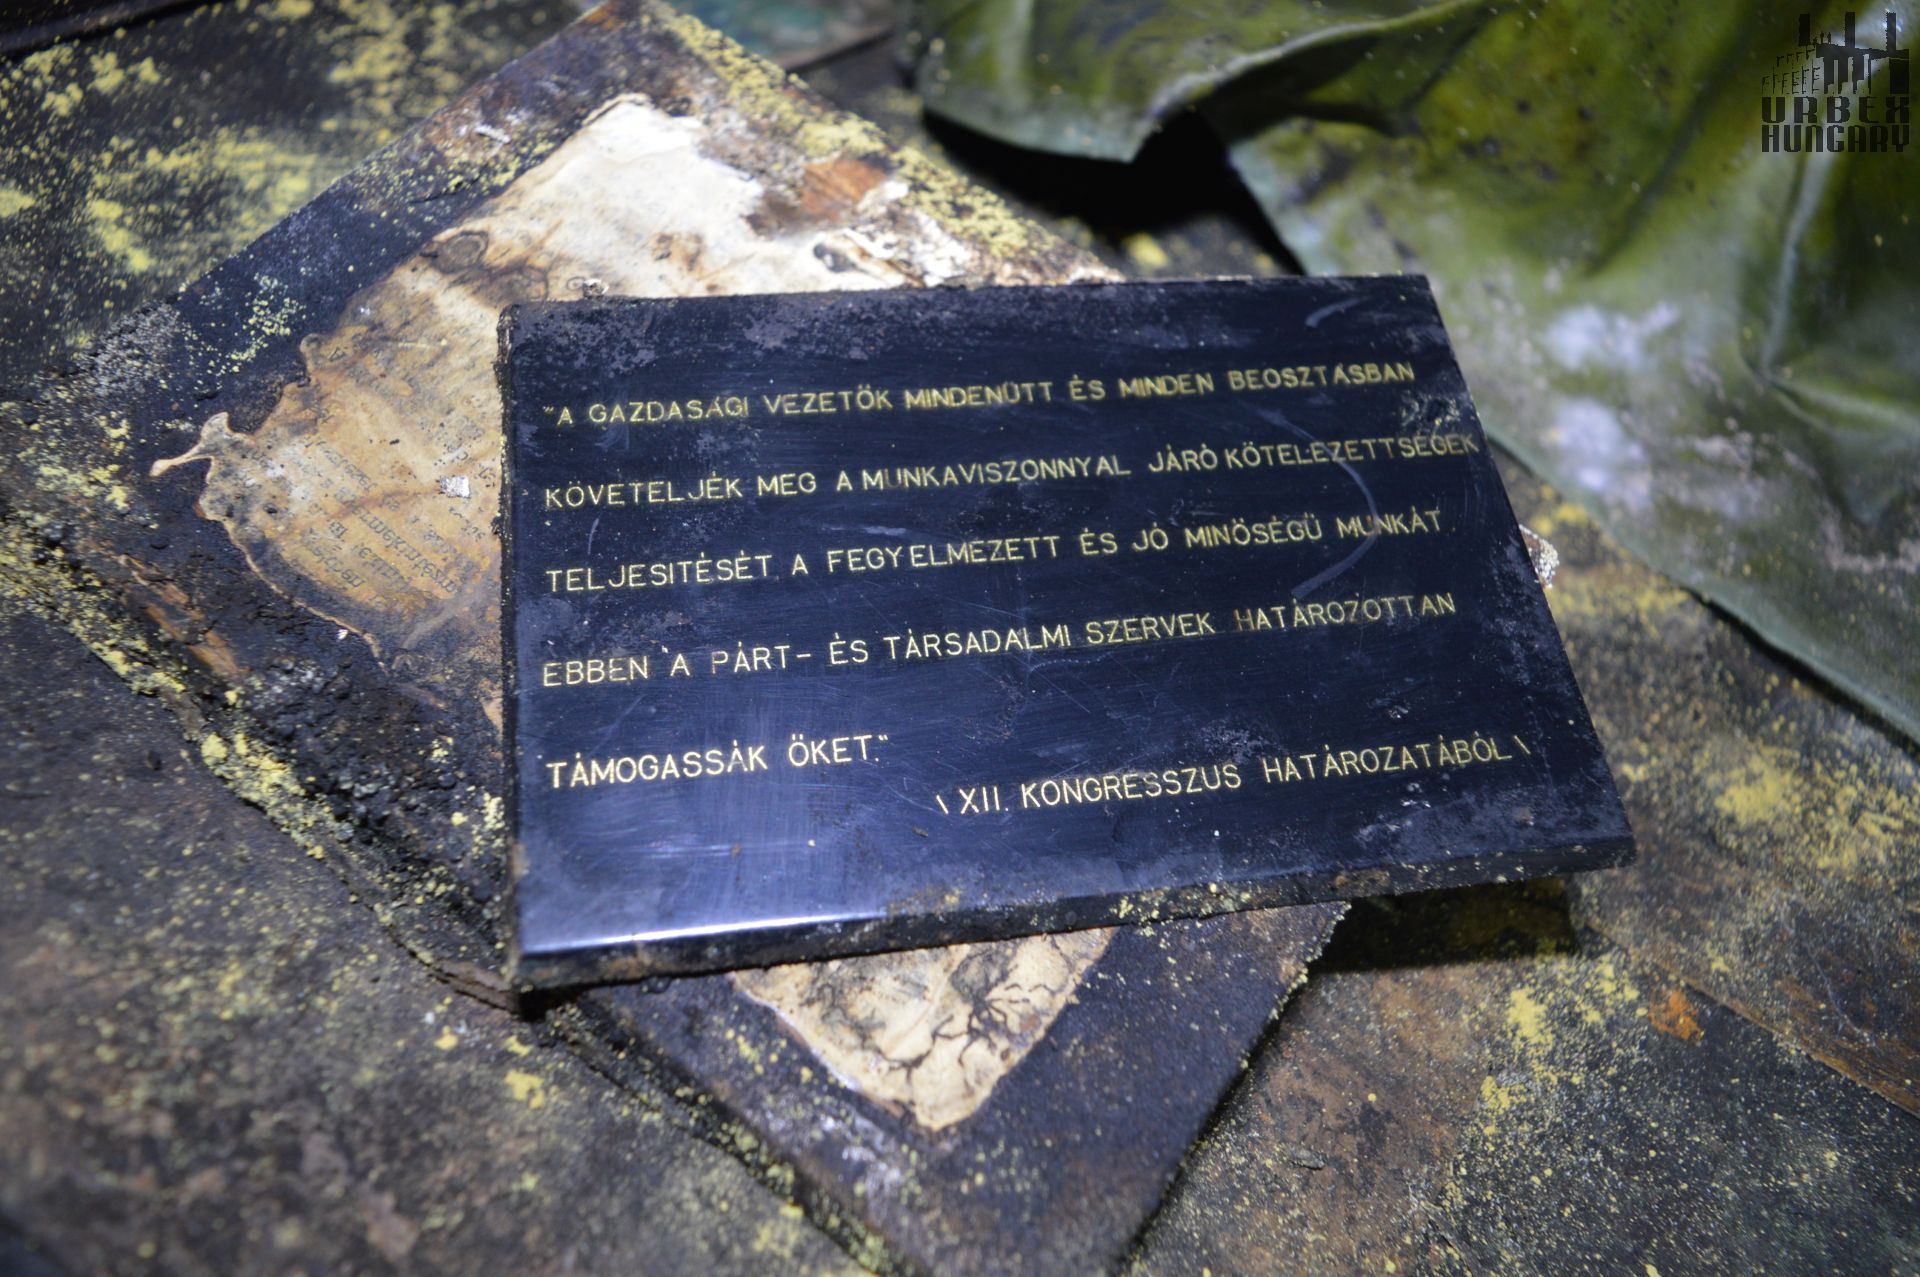 "A GAZDASÁGI VEZETŐK MINDENÜTT ÉS MINDEN BEOSZTÁSBAN
KÖVETELJÉK MEG A MUNKAVISZONNYAL JÁRÓ KÖTELEZETTSÉGEK
TELJESITÉSÉT A FEGYELMEZETT ÉS JÓ MINŐSÉGŰ MUNKÁT.
EBBEN A PÁRT- ÉS TÁRSADALMI SZERVEK HATÁROZOTTAN
TÁMOGASSÁK ŐKET."
\ XII. KONGRESSZUS HATÁROZATÁBÓL \
URBEX
HUNGARY